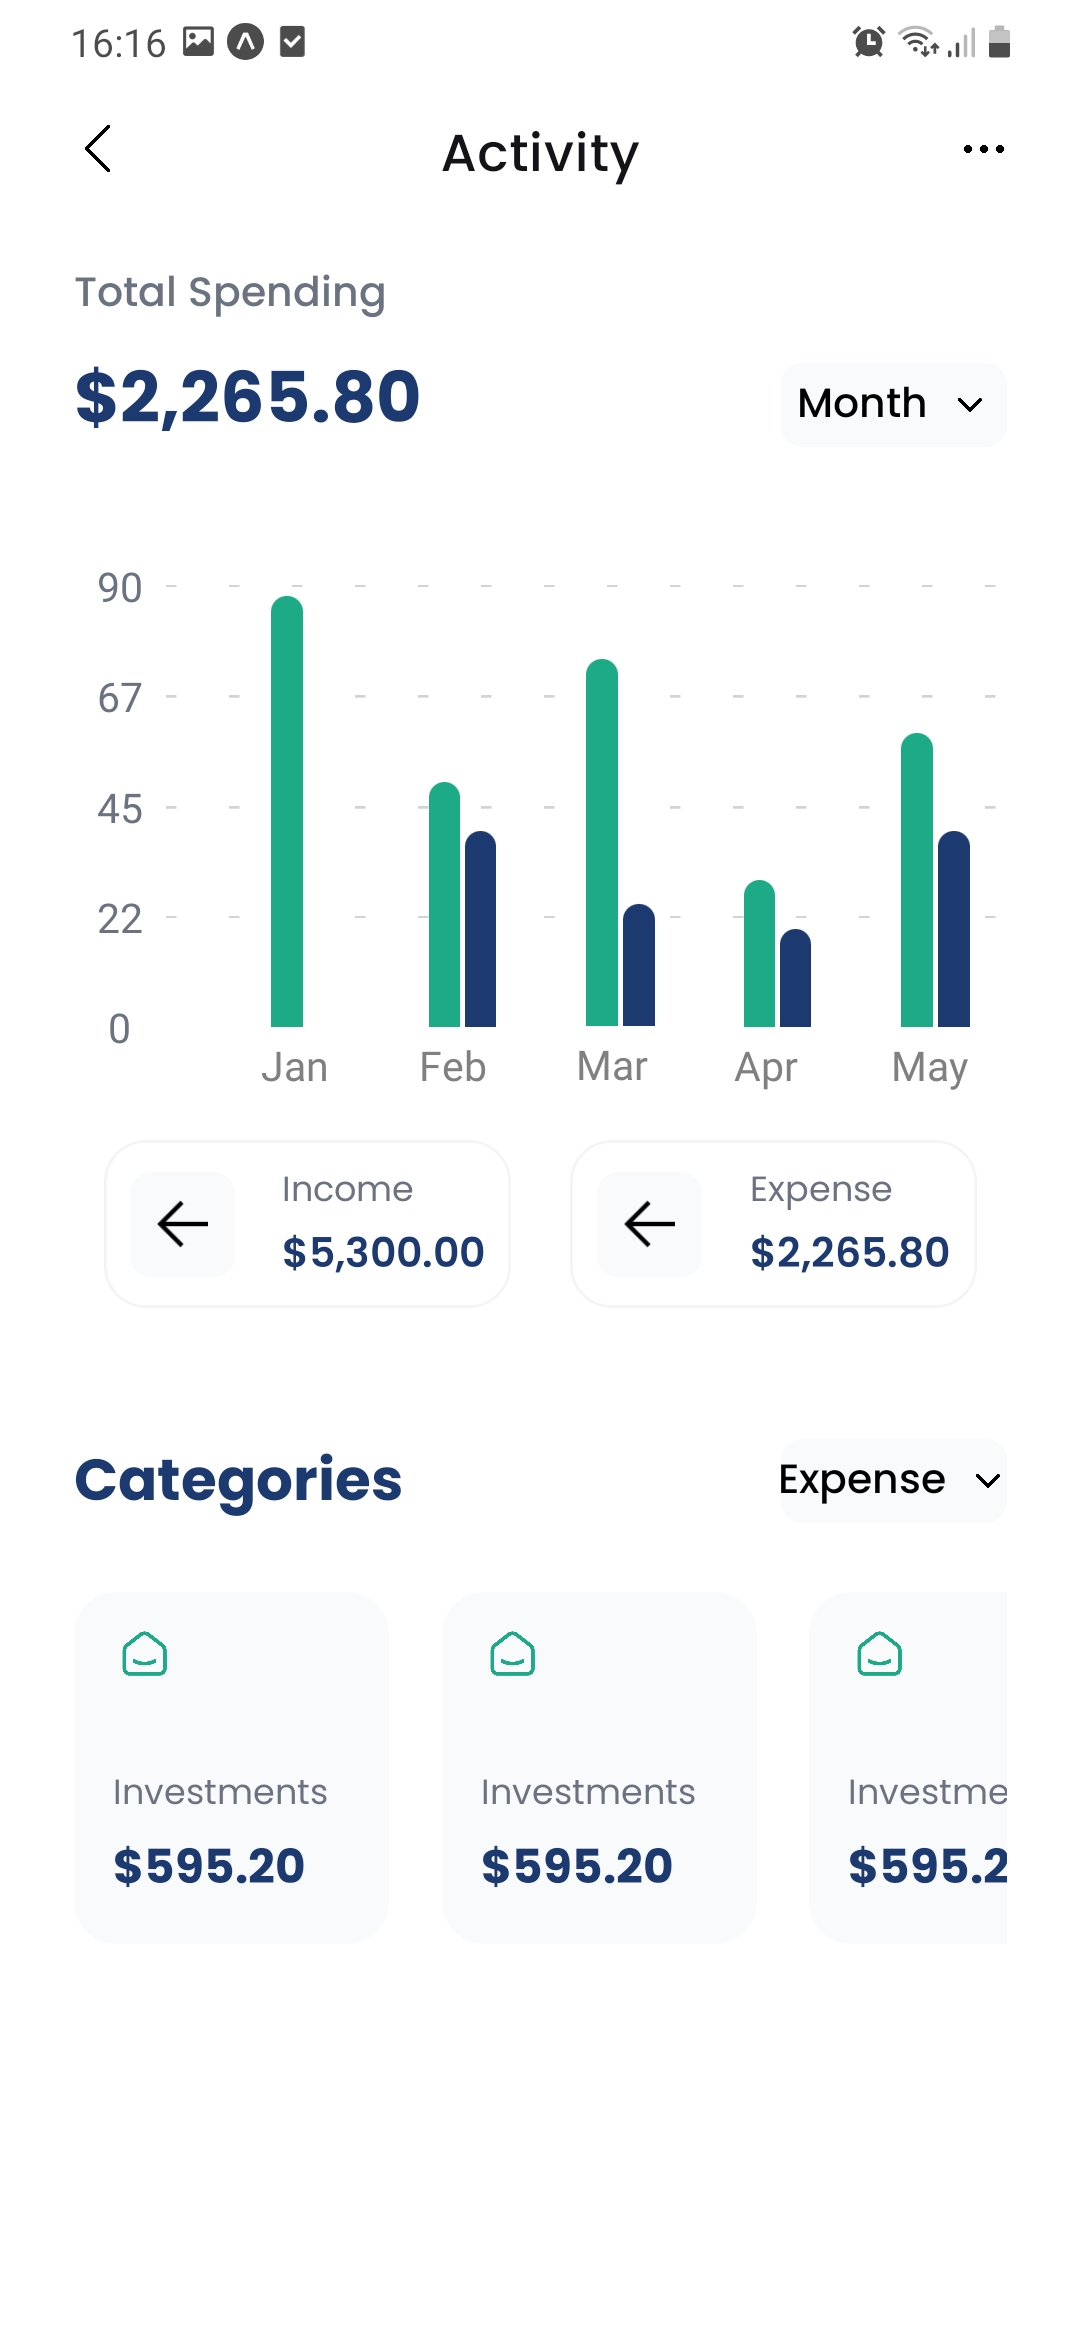 16:16
Activity
Total Spending
$2,265.80
Month
90
67
45
22
0
Jan Feb Mar Apr May
Income
$5,300.00
Expense
$2,265.80
Categories
Expense
Investments
$595.20
Investments
$595.20
Investme
$595.2